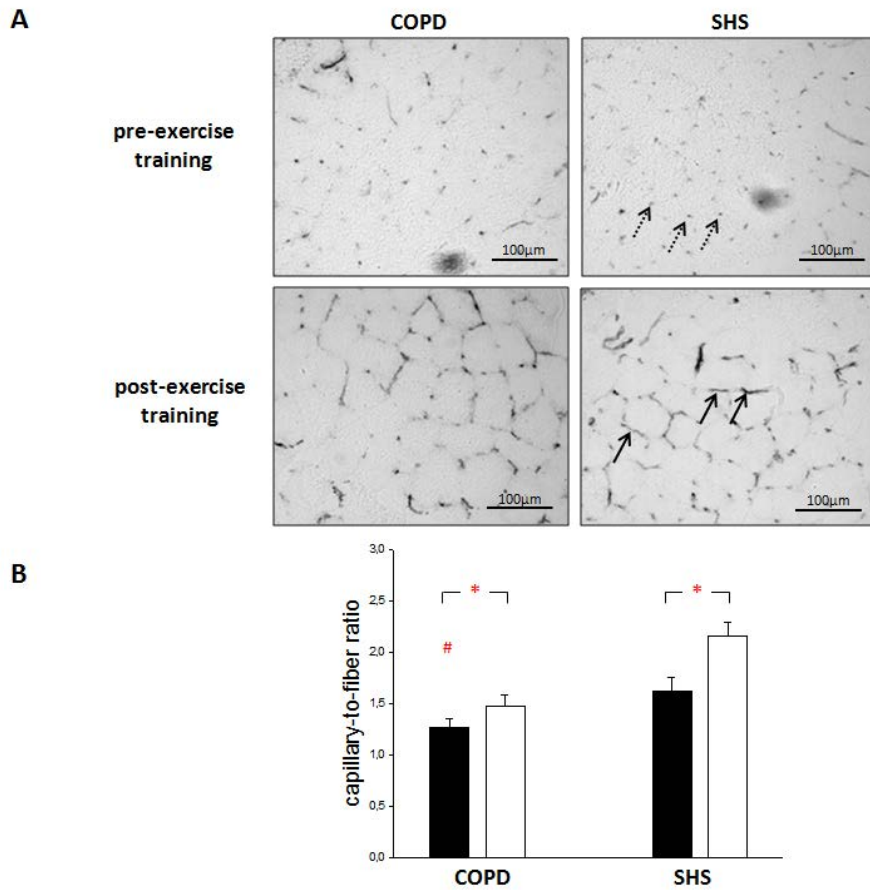 A
COPD
SHS
pre-exercise
training
100µm
100µm
post-exercise
training
100µm
100µm
B
capillary-to-fiber ratio
3,0
2,5
2,0
1,5
1,0
0,5
0,0
*
*
#
COPD
SHS